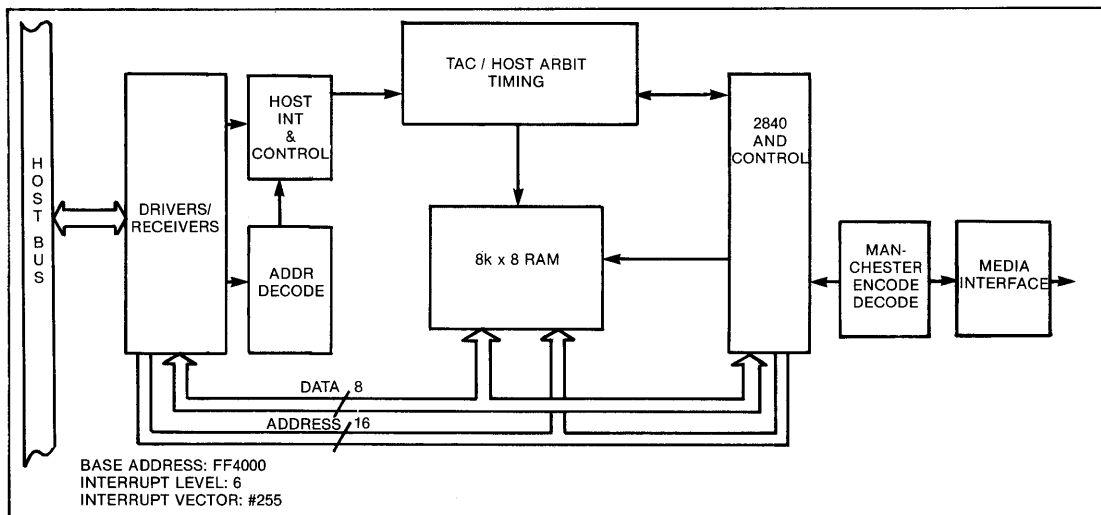 HOST BUS
DRIVERS/
RECEIVERS
HOST
INT
&
CONTROL
ADDR
DECODE
TAC / HOST ARBIT
TIMING
8k x 8 RAM
2840
AND
CONTROL
MAN-
CHESTER
ENCODE
DECODE
MEDIA
INTERFACE
DATA 8
ADDRESS 16
BASE ADDRESS: FF4000
INTERRUPT LEVEL: 6
INTERRUPT VECTOR: #255